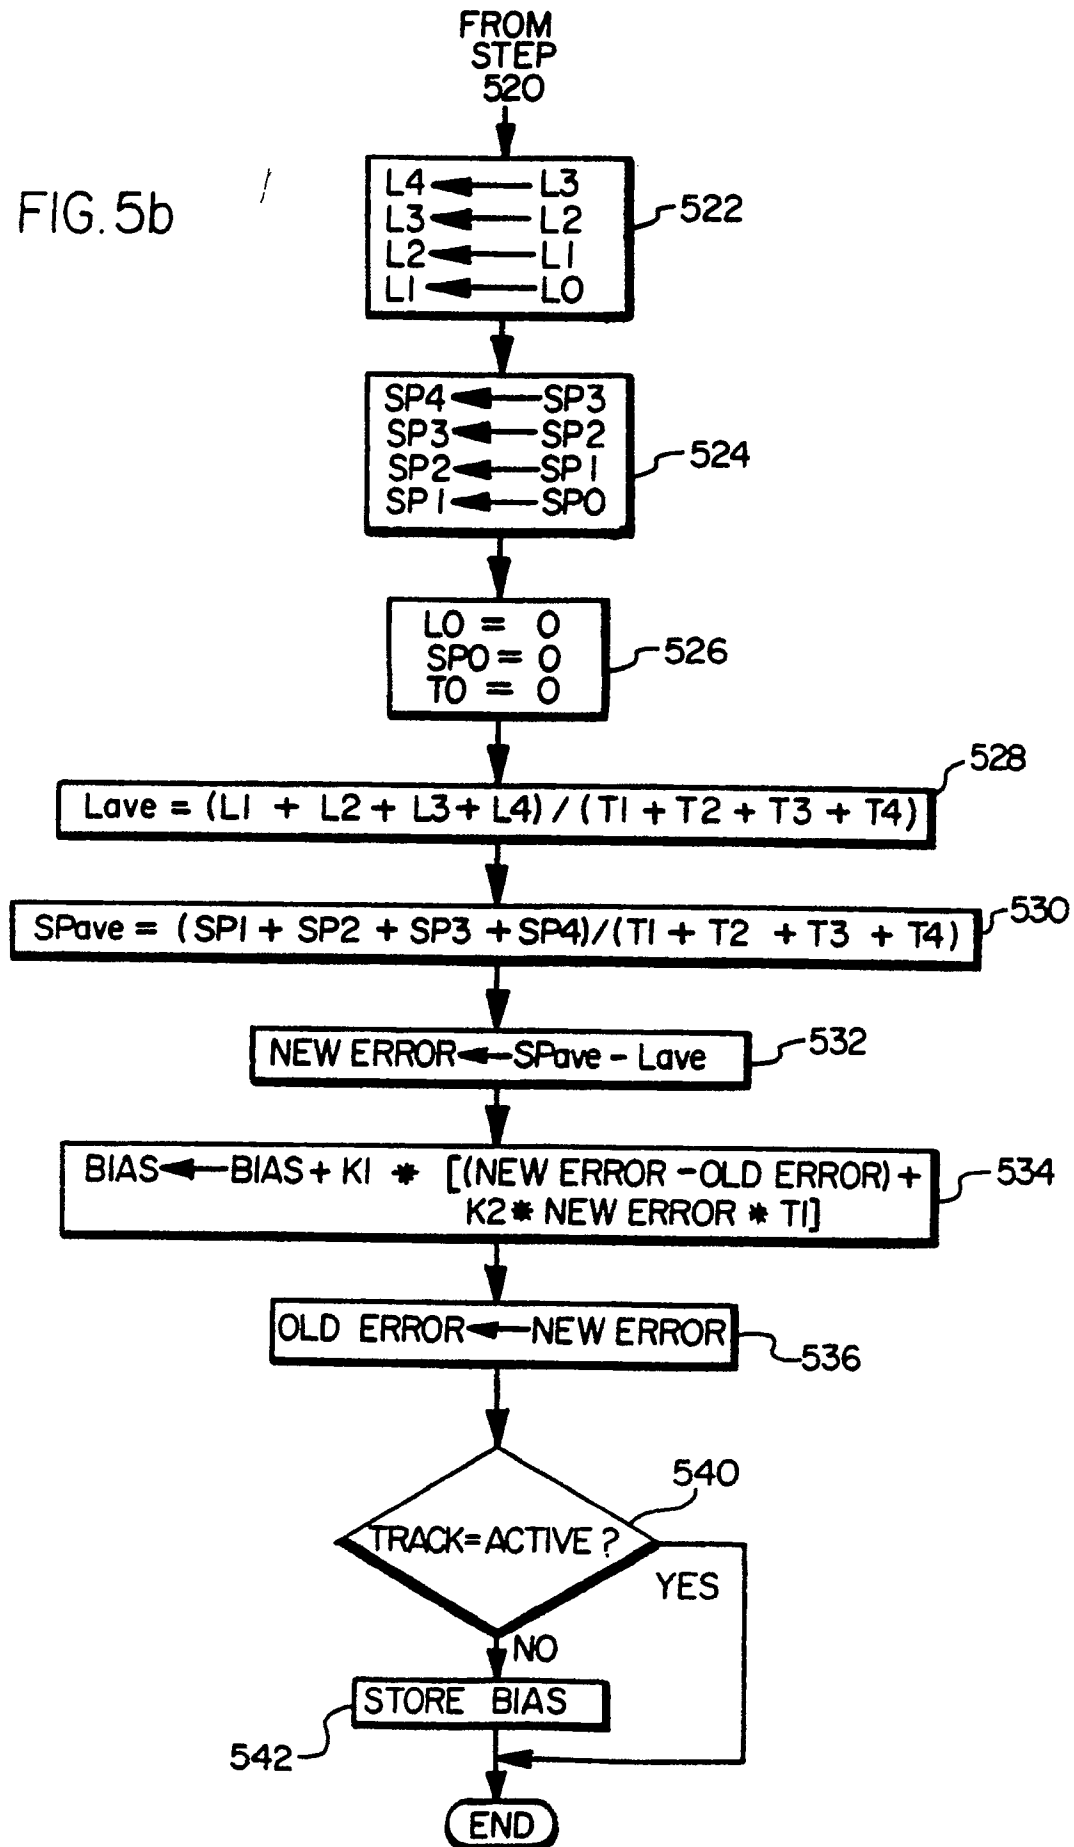 FROM
STEP
520
FIG. 5b
L4 ← L3
L3 ← L2
L2 ← L1
L1 ← L0
522
SP4 ← SP3
SP3 ← SP2
SP2 ← SP1
SP1 ← SP0
524
L0 = 0
SP0 = 0
T0 = 0
526
528
Lave = (L1 + L2 + L3 + L4) / (T1 + T2 + T3 + T4)
530
SPave = (SP1 + SP2 + SP3 + SP4)/(T1 + T2 + T3 + T4)
NEW ERROR ← SPave - Lave
532
BIAS ← BIAS + K1 * [(NEW ERROR - OLD ERROR) +
K2 * NEW ERROR * T1]
534
OLD ERROR ← NEW ERROR
536
540
TRACK=ACTIVE ?
YES
NO
STORE BIAS
542
END